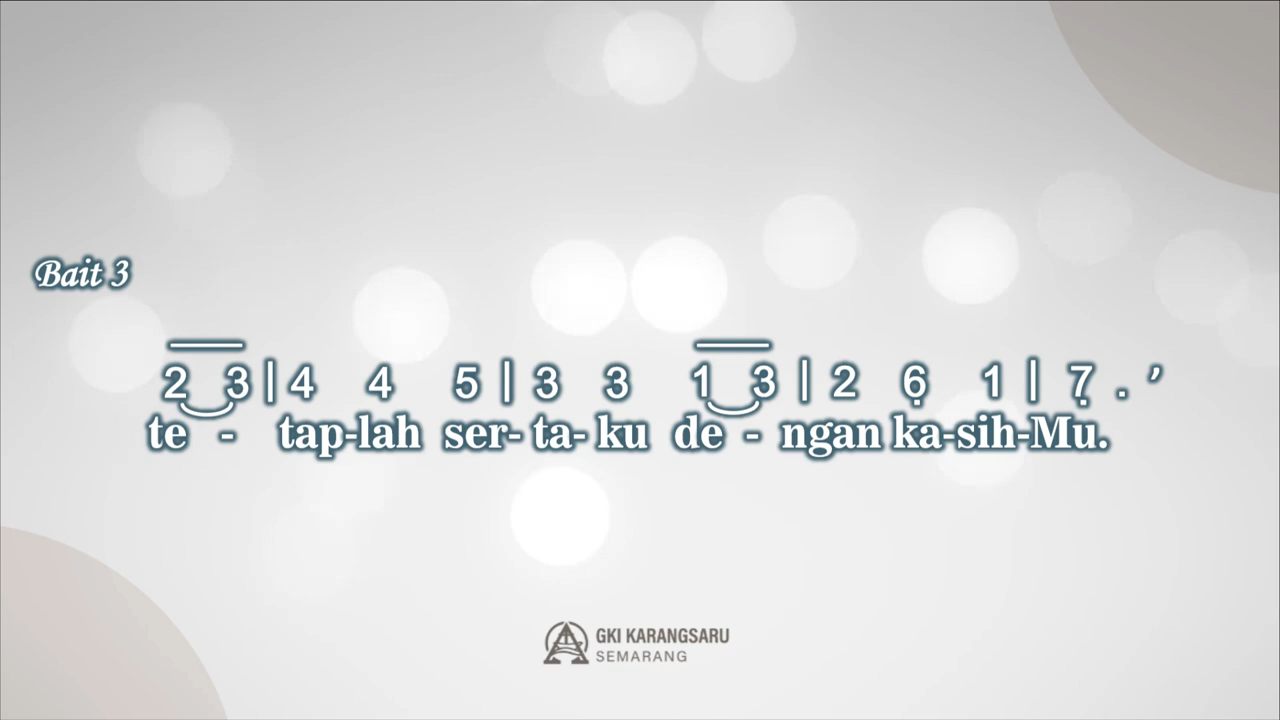 Bait 3
2 3 | 4 4 5 | 3 3 1 3 | 2 6̣ 1 | 7̣ . ’
te - tap-lah ser- ta- ku de - ngan ka-sih-Mu.
GKI KARANGSARU
SEMARANG